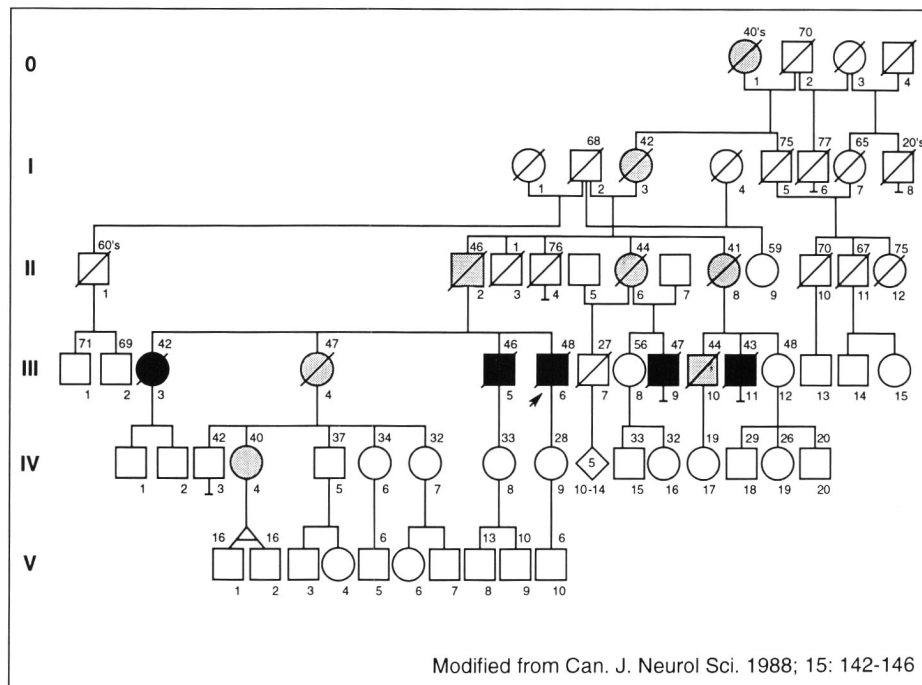 40's 70
0
1 2 3 4
42 75 77 65 20's
68
I
1 2 3 4 5 6 7 8
60's 46 1 76 44 41 59 70 67 75
II
1 2 3 4 5 6 7 8 9 10 11 12
71 69 42 47 46 48 27 56 47 44 43 48
III
1 2 3 4 5 6 7 8 9 10 11 12 13 14 15
42 40 37 34 32 33 28 33 32 19 29 26 20
IV
5
1 2 3 4 5 6 7 8 9 10-14 15 16 17 18 19 20
16 16 6 13 10 6
V
1 2 3 4 5 6 7 8 9 10
Modified from Can. J. Neurol Sci. 1988; 15: 142-146